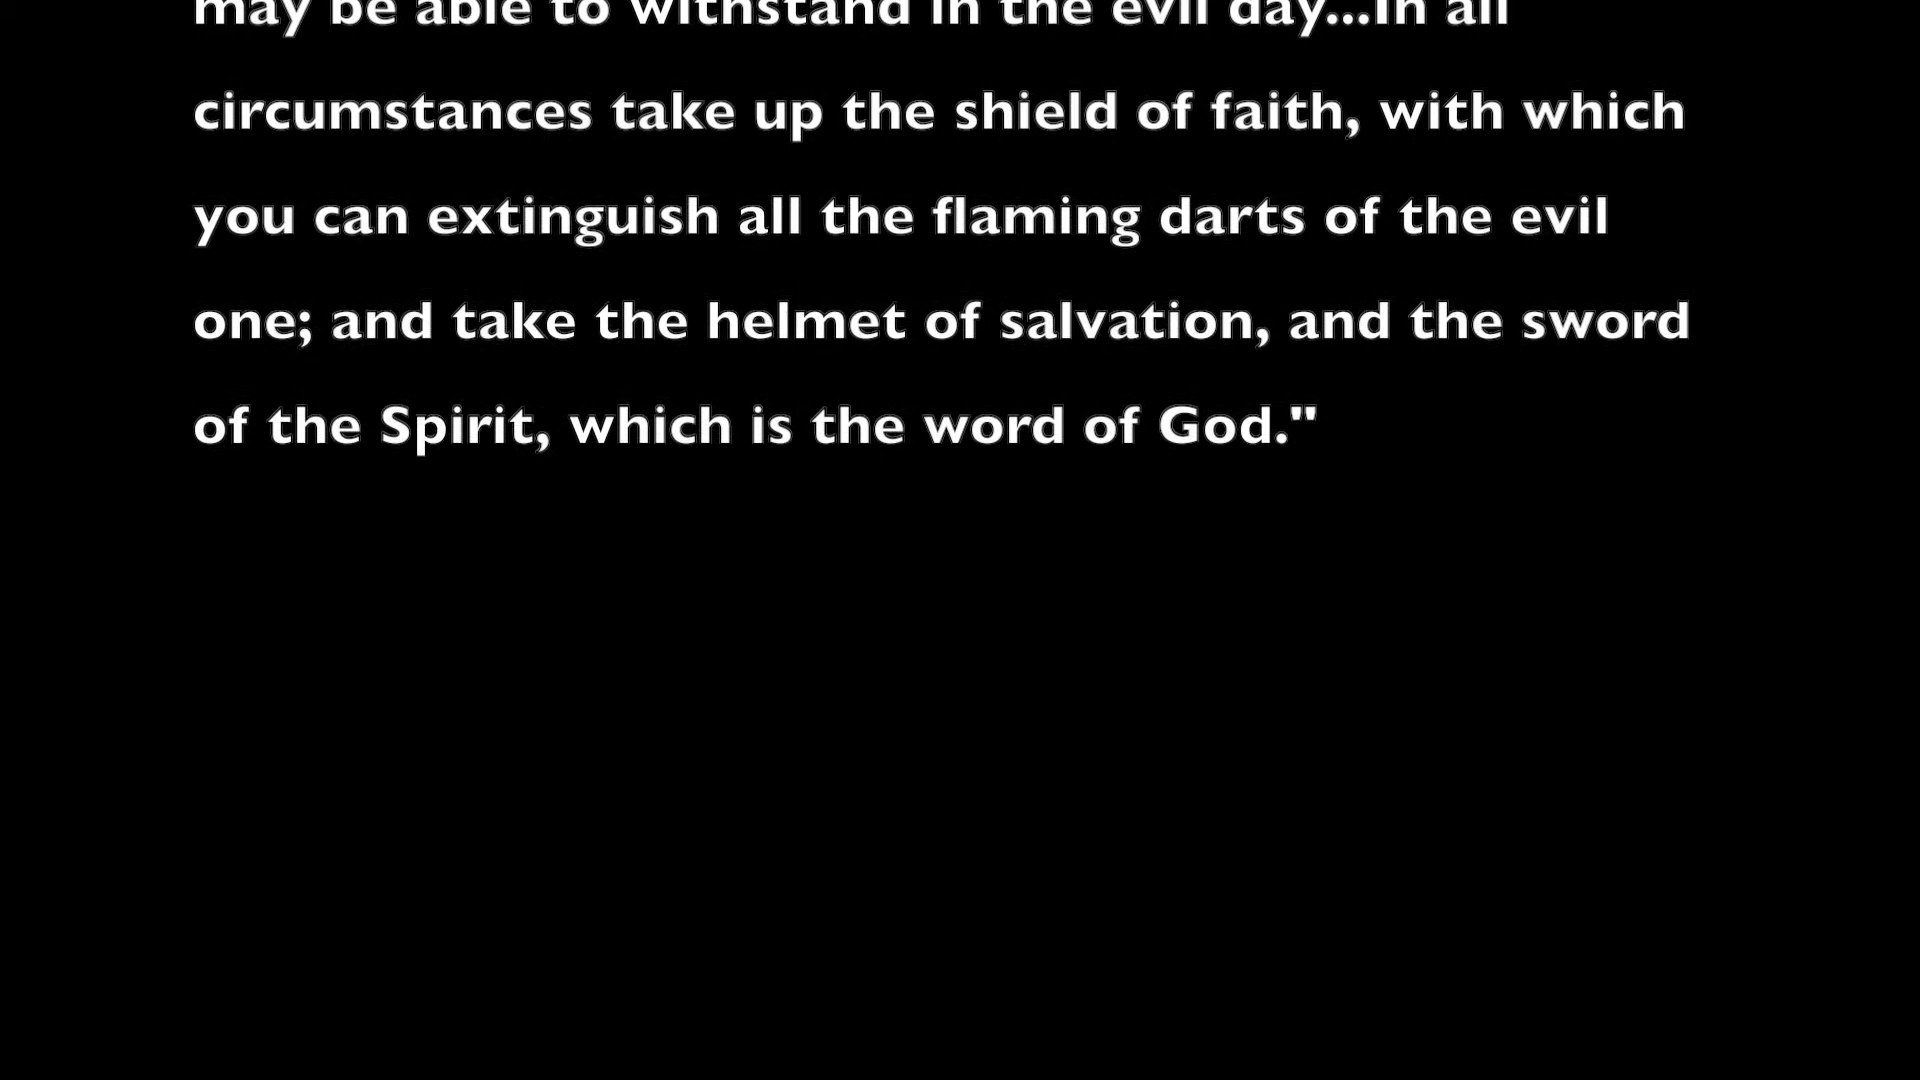 may be able to withstand in the evil day...In all
circumstances take up the shield of faith, with which
you can extinguish all the flaming darts of the evil
one; and take the helmet of salvation, and the sword
of the Spirit, which is the word of God."